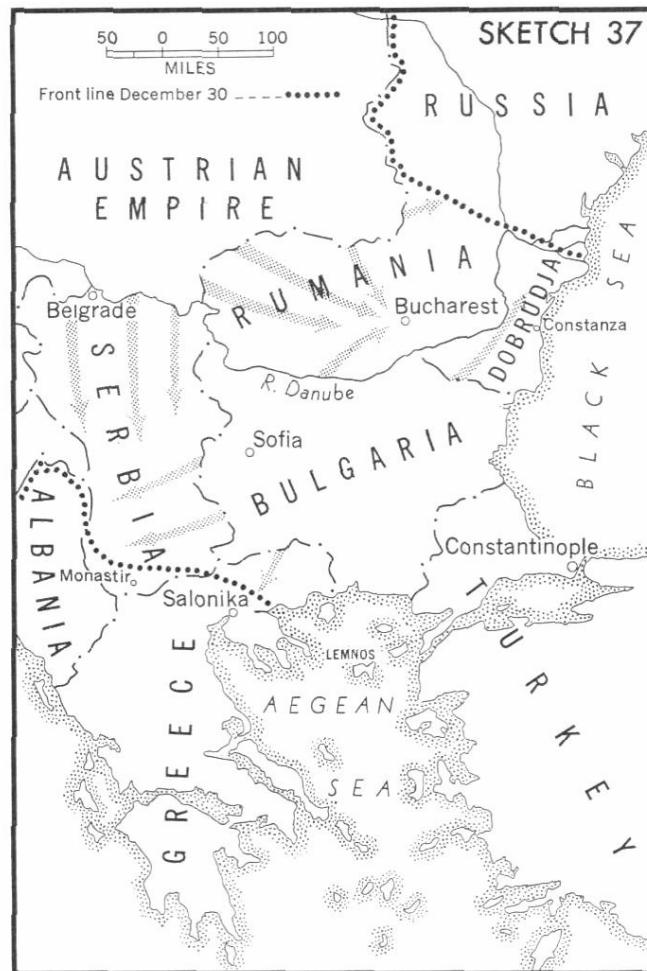 SKETCH 37
50 0 50 100
MILES
Front line December 30
RUSSIA
AUSTRIAN
EMPIRE
RUMANIA
Belgrade
Bucharest
DOBRUDJA
Constanza
BLACK SEA
SERBIA
R. Danube
Sofia
BULGARIA
ALBANIA
Constantinople
Monastir
Salonika
TURKEY
LEMNOS
GREECE
AEGEAN
SEA